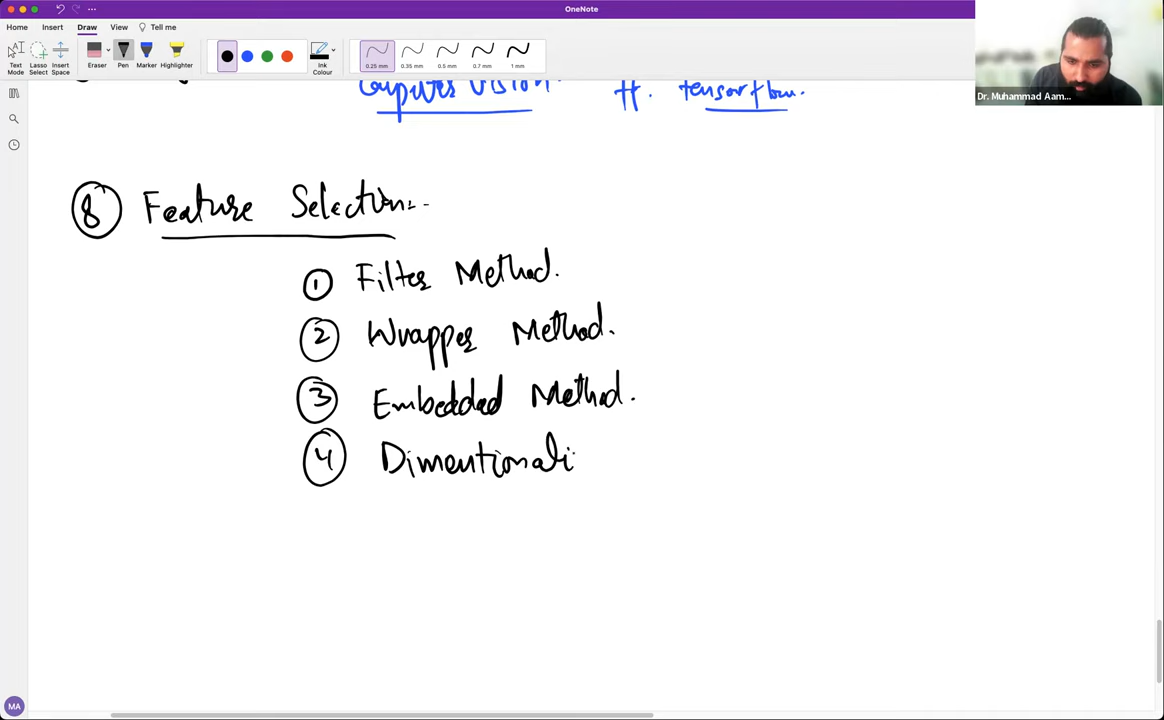 OneNote
Home Insert Draw View Tell me
Text Mode Lasso Select Insert Space Eraser Pen Marker Highlighter 0.25 mm 0.35 mm 0.5 mm 0.7 mm 1 mm Ink Colour
Dr. Muhammad Aam...
Computer Vision. tf. tensorflow.
8 Feature Selection:-
1 Filter Method.
2 Wrapper Method.
3 Embedded Method.
4 Dimentionali
MA